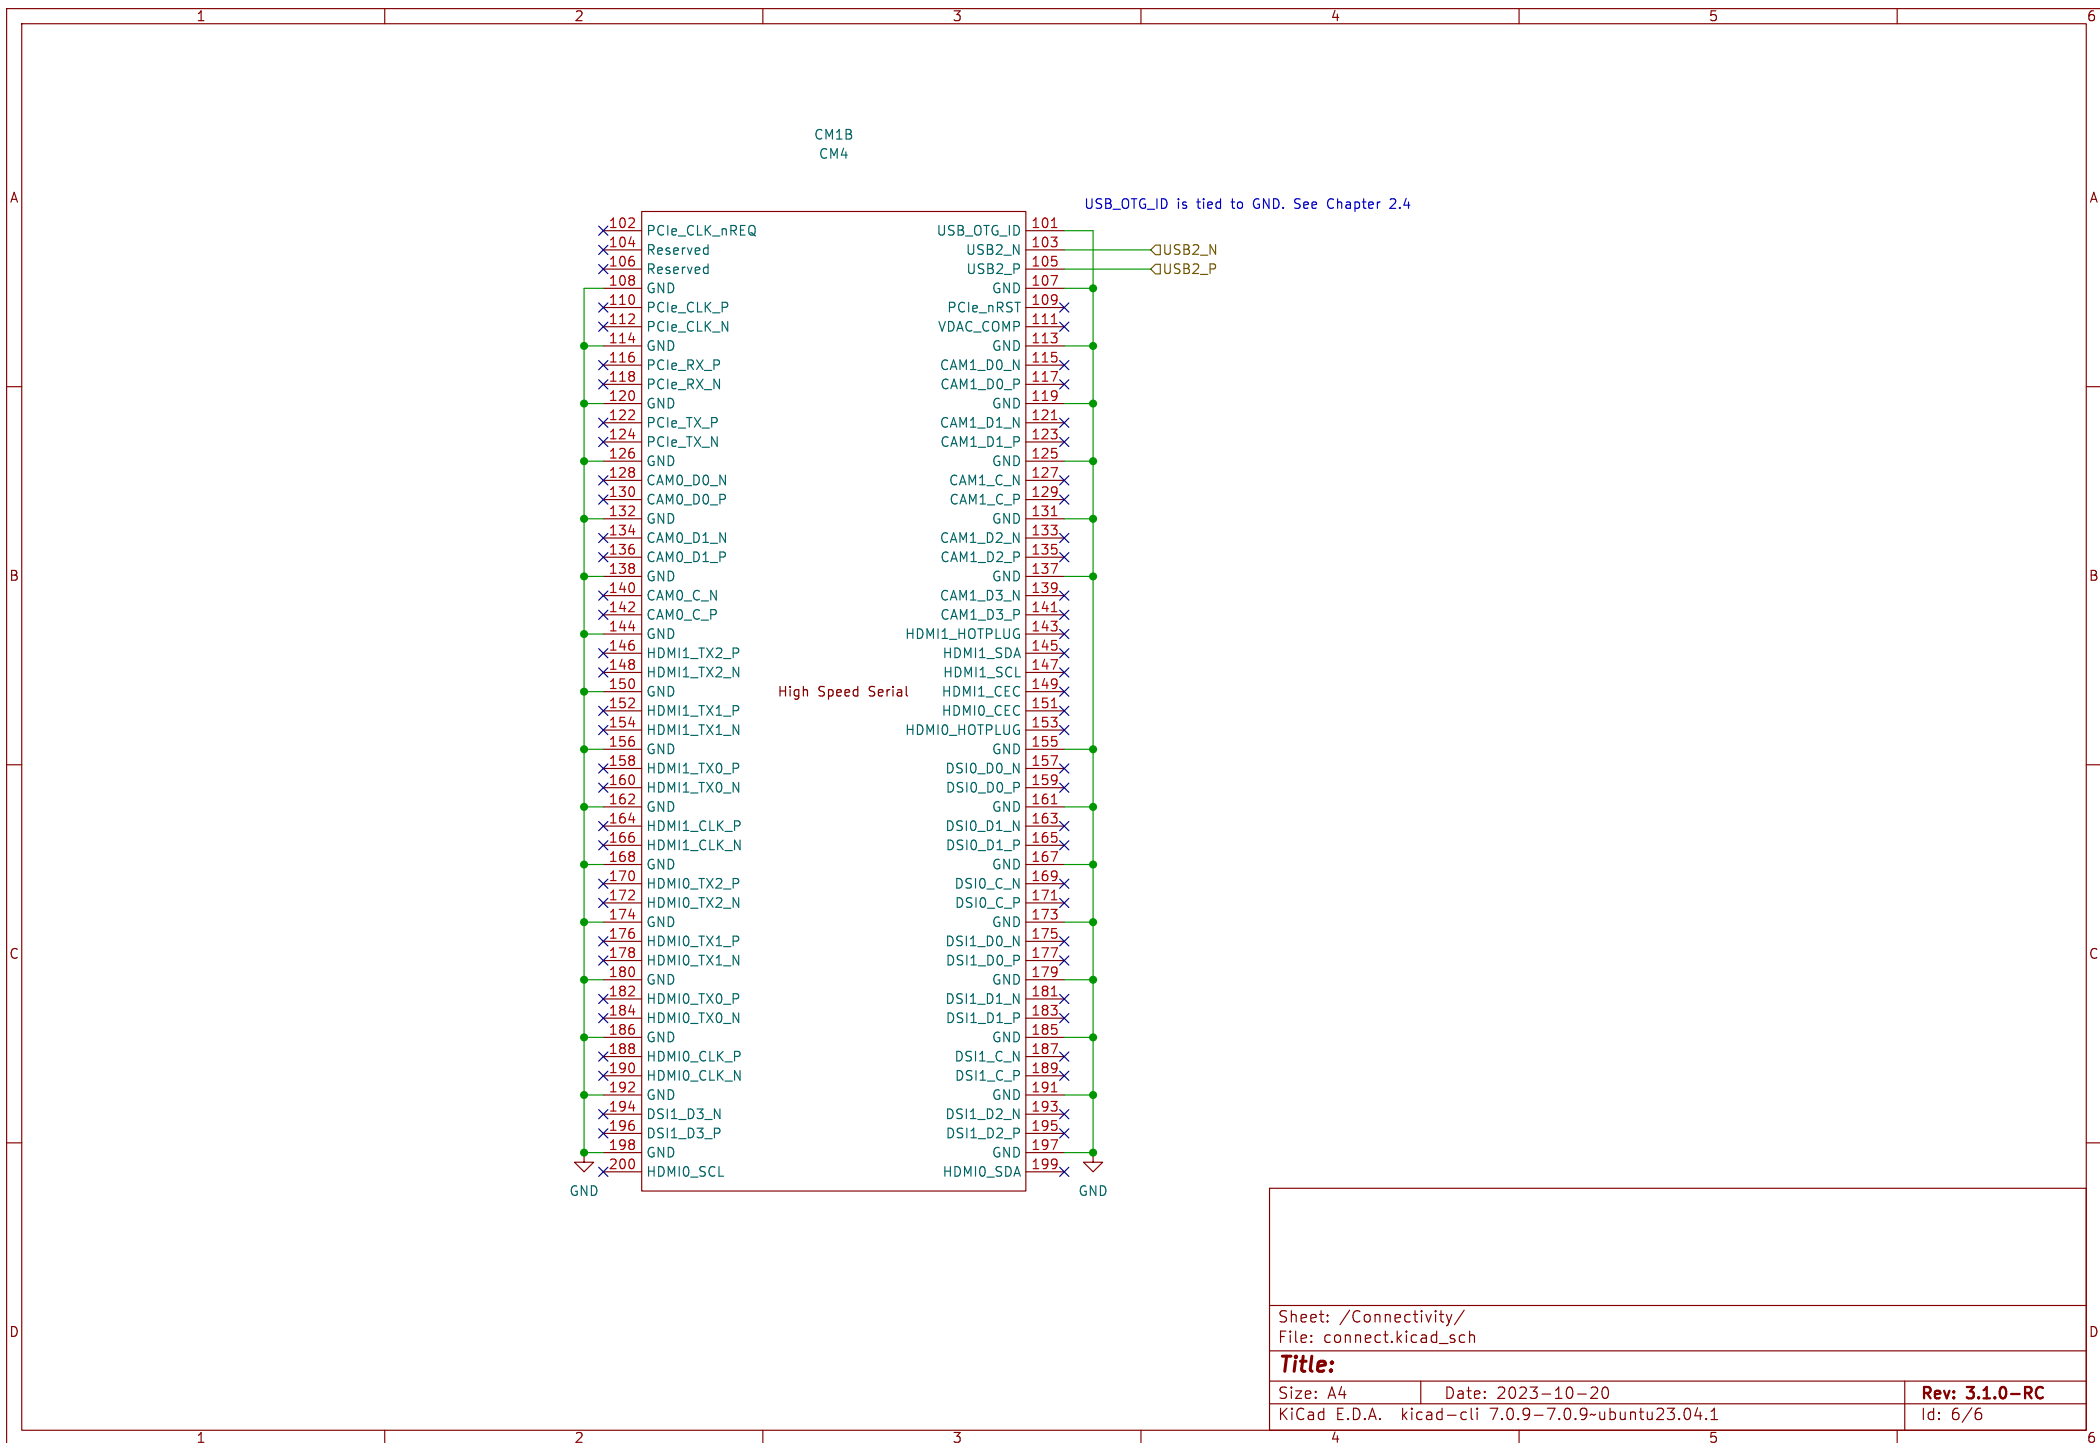 1 2 3 4 5 6
CM1B
CM4
A A
USB_OTG_ID is tied to GND. See Chapter 2.4
102 PCIe_CLK_nREQ USB_OTG_ID 101
104 Reserved USB2_N 103 USB2_N
106 Reserved USB2_P 105 USB2_P
108 GND GND 107
110 PCIe_CLK_P PCIe_nRST 109
112 PCIe_CLK_N VDAC_COMP 111
114 GND GND 113
116 PCIe_RX_P CAM1_D0_N 115
118 PCIe_RX_N CAM1_D0_P 117
120 GND GND 119
122 PCIe_TX_P CAM1_D1_N 121
124 PCIe_TX_N CAM1_D1_P 123
126 GND GND 125
128 CAM0_D0_N CAM1_C_N 127
130 CAM0_D0_P CAM1_C_P 129
132 GND GND 131
134 CAM0_D1_N CAM1_D2_N 133
136 CAM0_D1_P CAM1_D2_P 135
B 138 GND GND 137 B
140 CAM0_C_N CAM1_D3_N 139
142 CAM0_C_P CAM1_D3_P 141
144 GND HDMI1_HOTPLUG 143
146 HDMI1_TX2_P HDMI1_SDA 145
148 HDMI1_TX2_N HDMI1_SCL 147
150 GND High Speed Serial HDMI1_CEC 149
152 HDMI1_TX1_P HDMI0_CEC 151
154 HDMI1_TX1_N HDMI0_HOTPLUG 153
156 GND GND 155
158 HDMI1_TX0_P DSI0_D0_N 157
160 HDMI1_TX0_N DSI0_D0_P 159
162 GND GND 161
164 HDMI1_CLK_P DSI0_D1_N 163
166 HDMI1_CLK_N DSI0_D1_P 165
168 GND GND 167
170 HDMI0_TX2_P DSI0_C_N 169
172 HDMI0_TX2_N DSI0_C_P 171
174 GND GND 173
176 HDMI0_TX1_P DSI1_D0_N 175
C 178 HDMI0_TX1_N DSI1_D0_P 177 C
180 GND GND 179
182 HDMI0_TX0_P DSI1_D1_N 181
184 HDMI0_TX0_N DSI1_D1_P 183
186 GND GND 185
188 HDMI0_CLK_P DSI1_C_N 187
190 HDMI0_CLK_N DSI1_C_P 189
192 GND GND 191
194 DSI1_D3_N DSI1_D2_N 193
196 DSI1_D3_P DSI1_D2_P 195
198 GND GND 197
200 HDMI0_SCL HDMI0_SDA 199
GND GND
Sheet: /Connectivity/
D D
File: connect.kicad_sch
Title:
Size: A4 Date: 2023-10-20 Rev: 3.1.0-RC
KiCad E.D.A. kicad-cli 7.0.9-7.0.9~ubuntu23.04.1 Id: 6/6
1 2 3 4 5 6